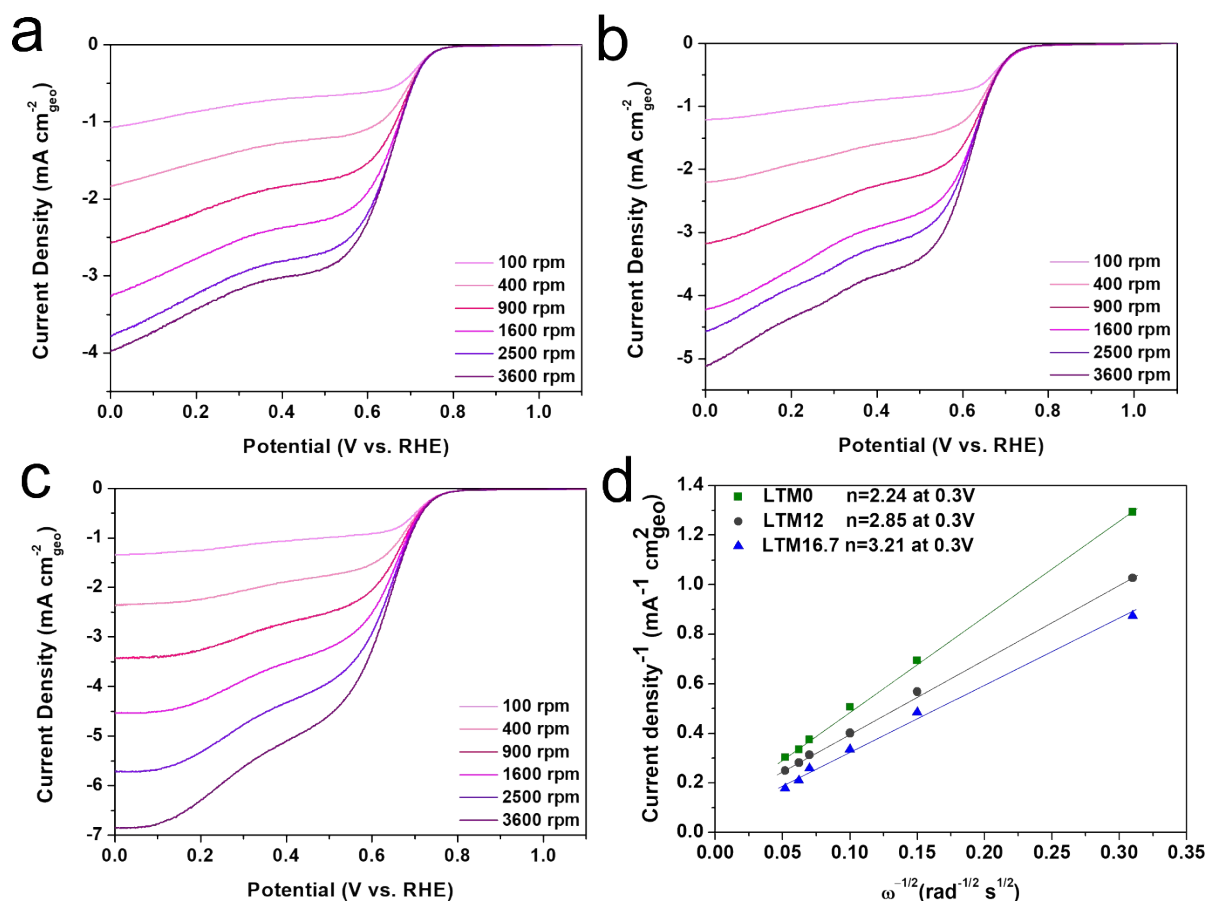 a
0
-1
-2
-3
-4
Current Density (mA cm-2geo)
100 rpm
400 rpm
900 rpm
1600 rpm
2500 rpm
3600 rpm
0.0 0.2 0.4 0.6 0.8 1.0
Potential (V vs. RHE)
b
0
-1
-2
-3
-4
-5
Current Density (mA cm-2geo)
100 rpm
400 rpm
900 rpm
1600 rpm
2500 rpm
3600 rpm
0.0 0.2 0.4 0.6 0.8 1.0
Potential (V vs. RHE)
c
0
-1
-2
-3
-4
-5
-6
-7
Current Density (mA cm-2geo)
100 rpm
400 rpm
900 rpm
1600 rpm
2500 rpm
3600 rpm
0.0 0.2 0.4 0.6 0.8 1.0
Potential (V vs. RHE)
d
1.4
1.2
1.0
0.8
0.6
0.4
0.2
0.0
Current density-1 (mA-1 cm2geo)
LTM0 n=2.24 at 0.3V
LTM12 n=2.85 at 0.3V
LTM16.7 n=3.21 at 0.3V
0.00 0.05 0.10 0.15 0.20 0.25 0.30 0.35
ω-1/2(rad-1/2 s1/2)